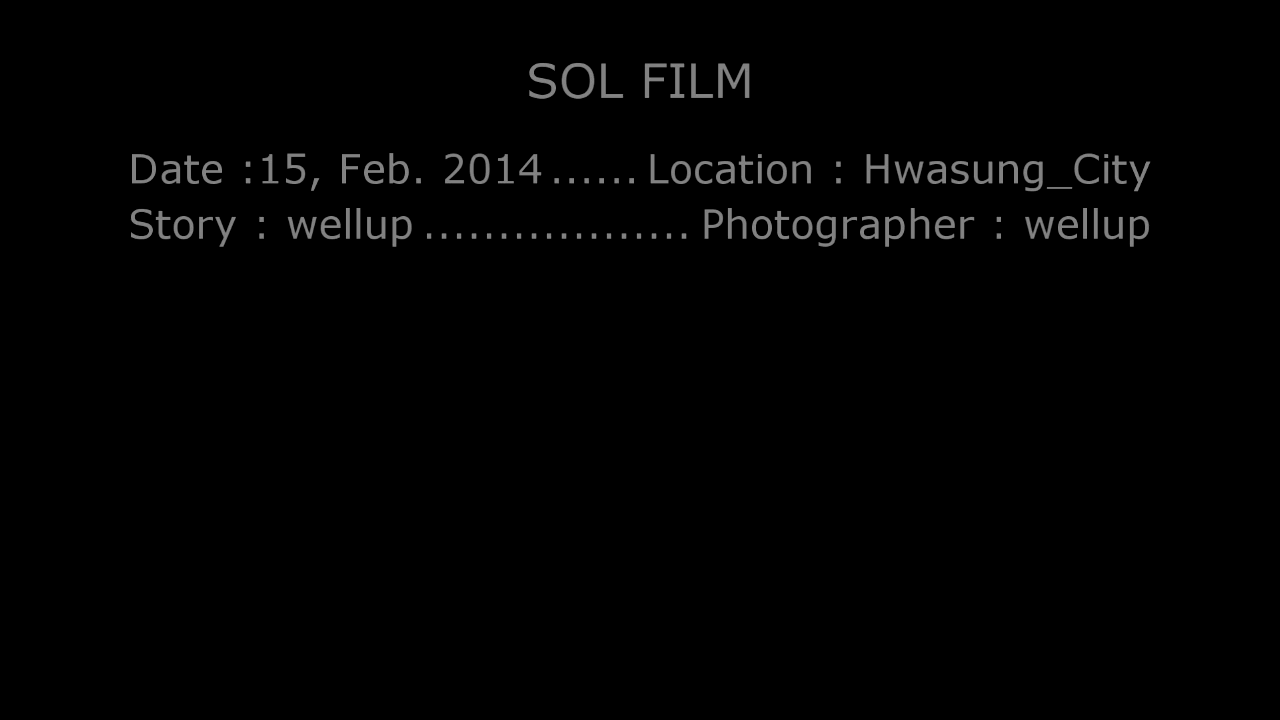 SOL FILM
Date :15, Feb. 2014 ...... Location : Hwasung_City
Story : wellup .................. Photographer : wellup